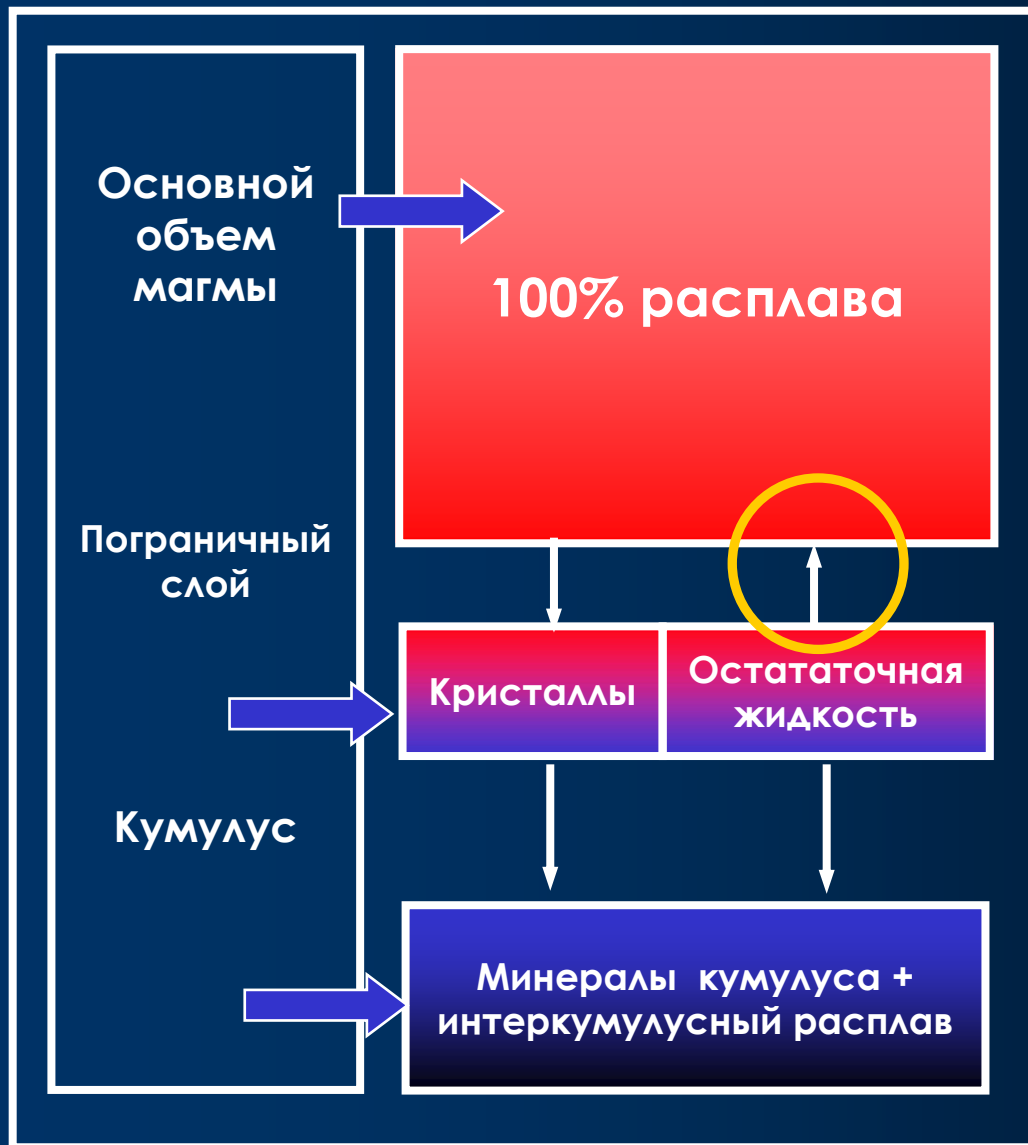 Основной
объем
магмы
100% расплава
Пограничный
слой
Кристаллы
Остататочная
жидкость
Кумулус
Минералы кумулуса +
интеркумулусный расплав